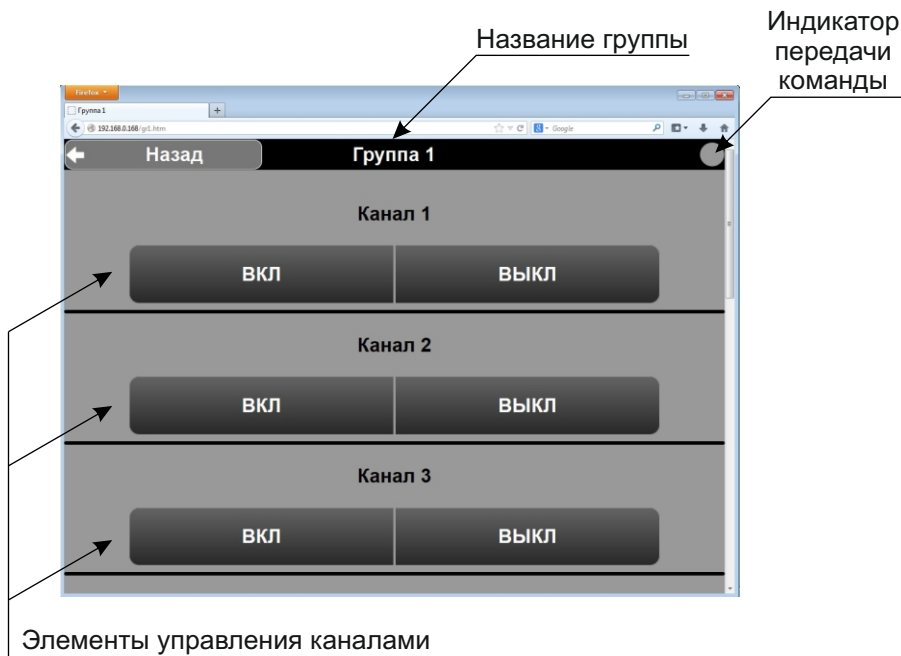 Название группы
Индикатор
передачи
команды
Firefox
Группа 1
+
192.168.0.168/gr1.htm
Google
Назад
Группа 1
Канал 1
ВКЛ ВЫКЛ
Канал 2
ВКЛ ВЫКЛ
Канал 3
ВКЛ ВЫКЛ
Элементы управления каналами